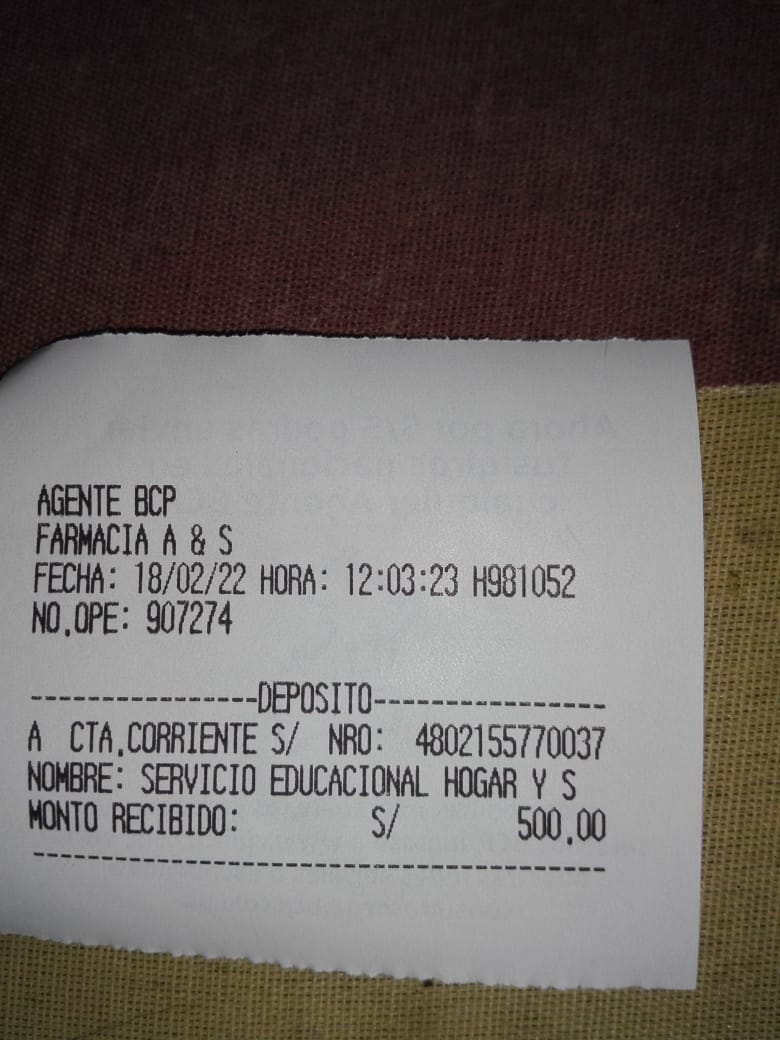 AGENTE BCP
FARMACIA A & S
FECHA: 18/02/22 HORA: 12:03:23 H981052
NO.OPE: 907274
----------------DEPOSITO----------------
A CTA.CORRIENTE S/ NRO: 4802155770037
NOMBRE: SERVICIO EDUCACIONAL HOGAR Y S
MONTO RECIBIDO: S/ 500.00
----------------------------------------